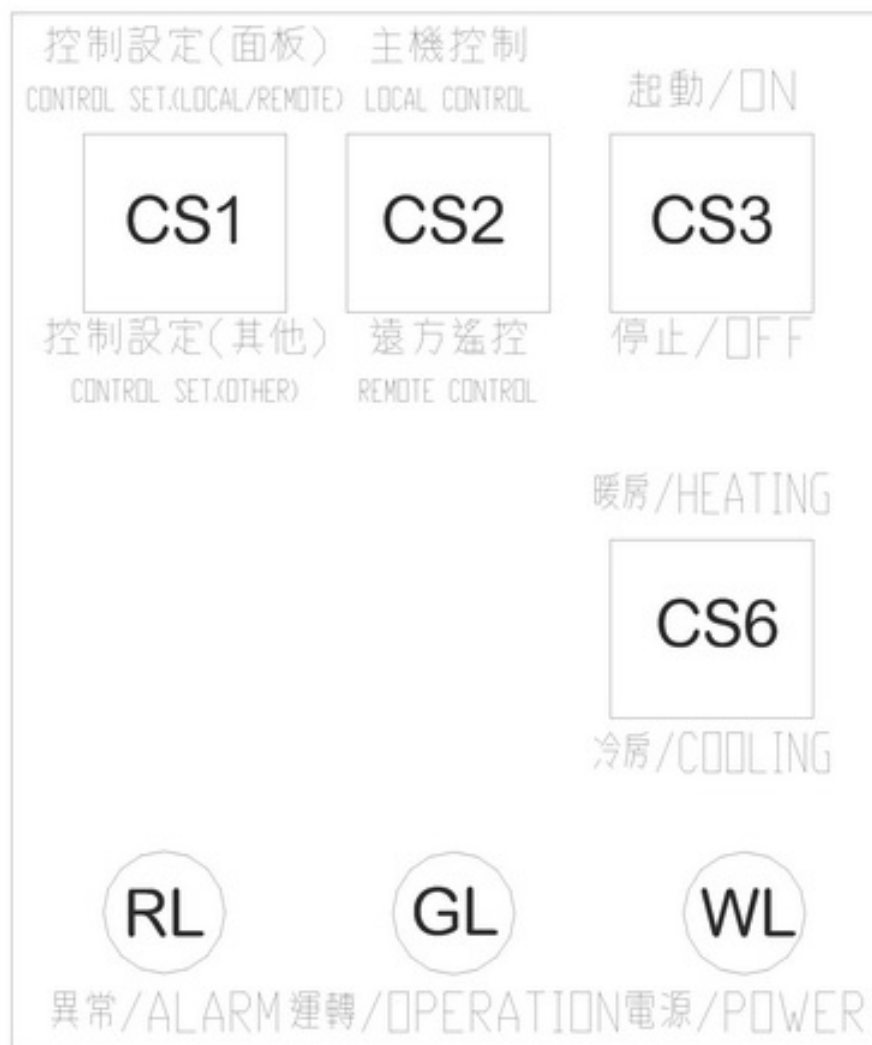 控制設定(面板) 主機控制
起動/ON
CONTROL SET.(LOCAL/REMOTE) LOCAL CONTROL
CS1 CS2 CS3
控制設定(其他) 遠方遙控 停止/OFF
CONTROL SET.(OTHER) REMOTE CONTROL
暖房/HEATING
CS6
冷房/COOLING
RL GL WL
異常/ALARM 運轉/OPERATION 電源/POWER